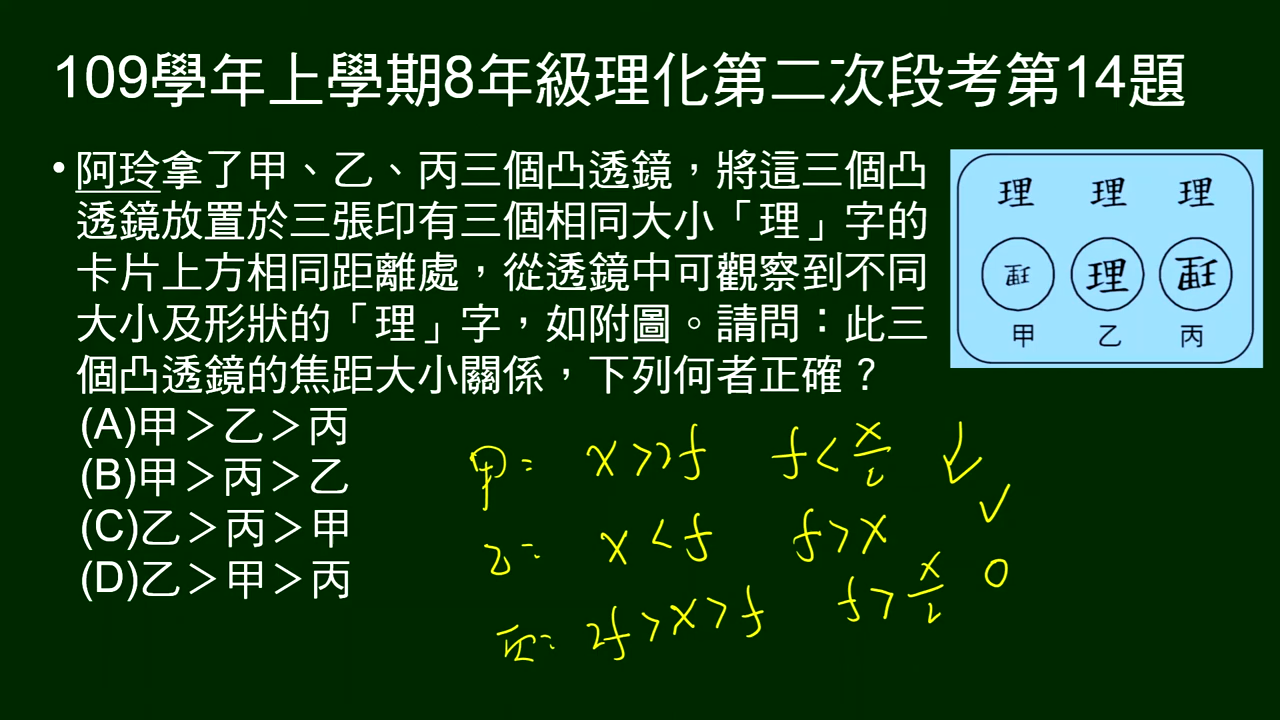 109學年上學期8年級理化第二次段考第14題
•阿玲拿了甲、乙、丙三個凸透鏡，將這三個凸
透鏡放置於三張印有三個相同大小「理」字的
卡片上方相同距離處，從透鏡中可觀察到不同
大小及形狀的「理」字，如附圖。請問：此三
個凸透鏡的焦距大小關係，下列何者正確？
(A)甲＞乙＞丙
(B)甲＞丙＞乙
(C)乙＞丙＞甲
(D)乙＞甲＞丙
理 理 理
理 理 理
甲 乙 丙
甲: x>2f f<x/2
乙: x<f f>x
丙: 2f>x>f f>x/2